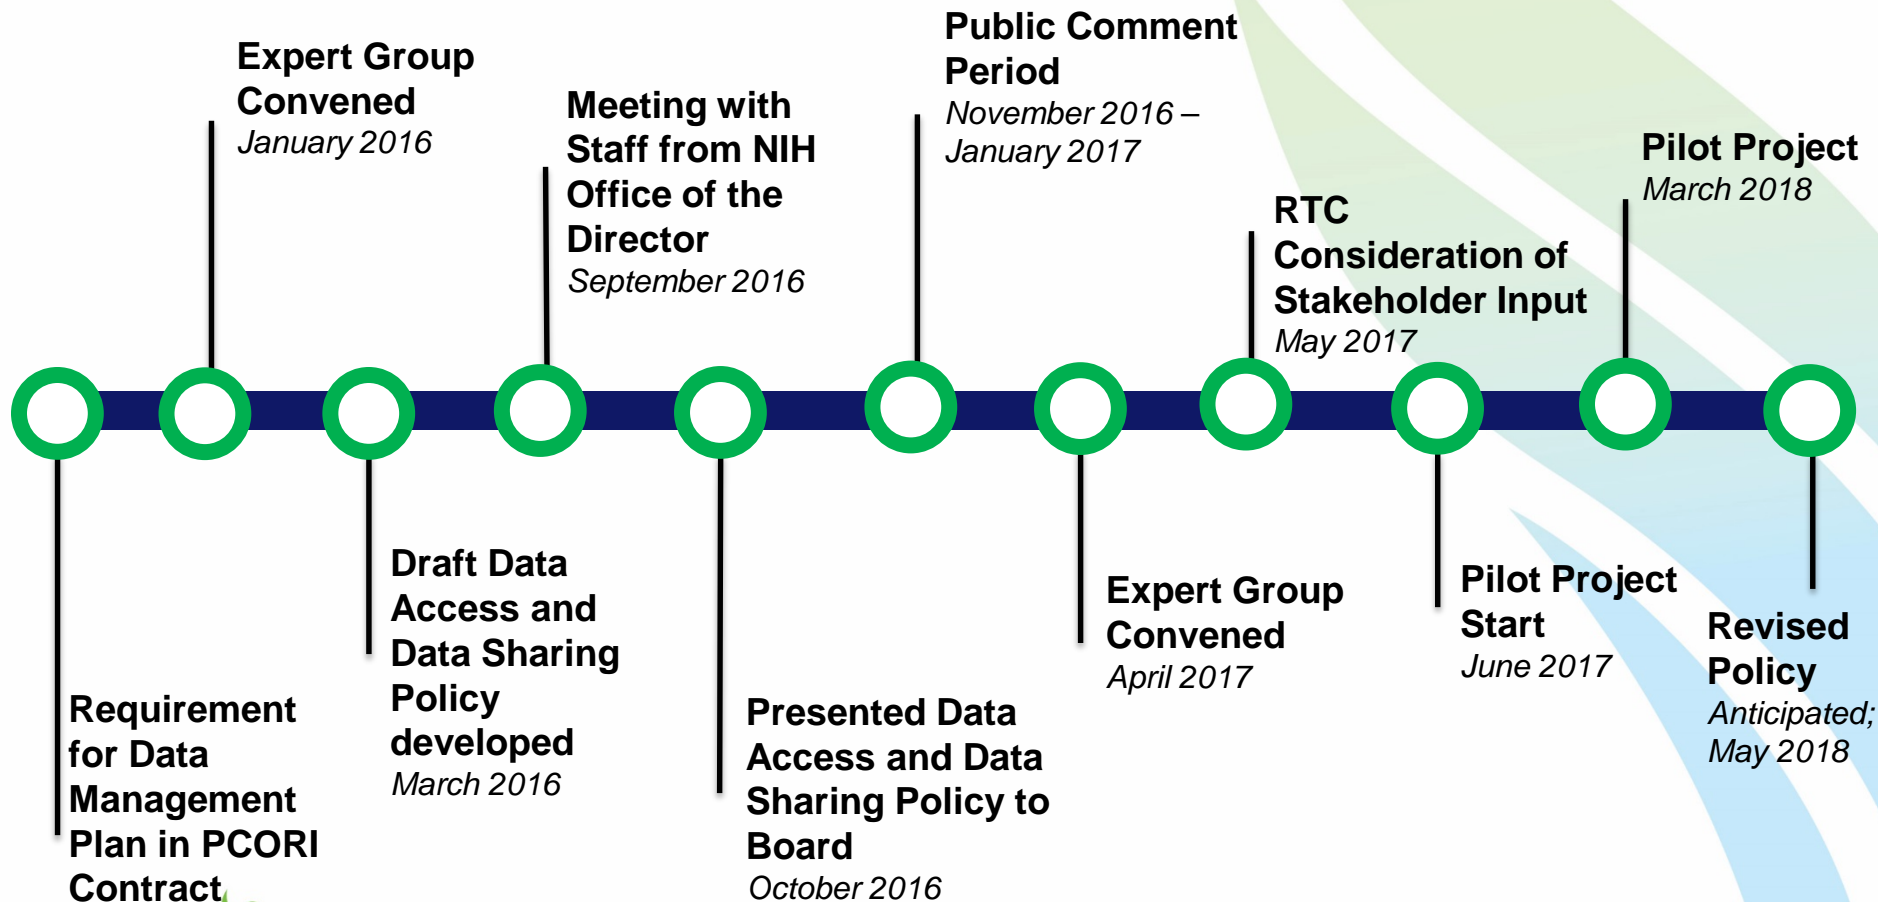 Expert Group
Convened
January 2016
Meeting with
Staff from NIH
Office of the
Director
September 2016
Public Comment
Period
November 2016 –
January 2017
RTC
Consideration of
Stakeholder Input
May 2017
Pilot Project
March 2018
Requirement
for Data
Management
Plan in PCORI
Contract
Draft Data
Access and
Data Sharing
Policy
developed
March 2016
Presented Data
Access and Data
Sharing Policy to
Board
October 2016
Expert Group
Convened
April 2017
Pilot Project
Start
June 2017
Revised
Policy
Anticipated;
May 2018